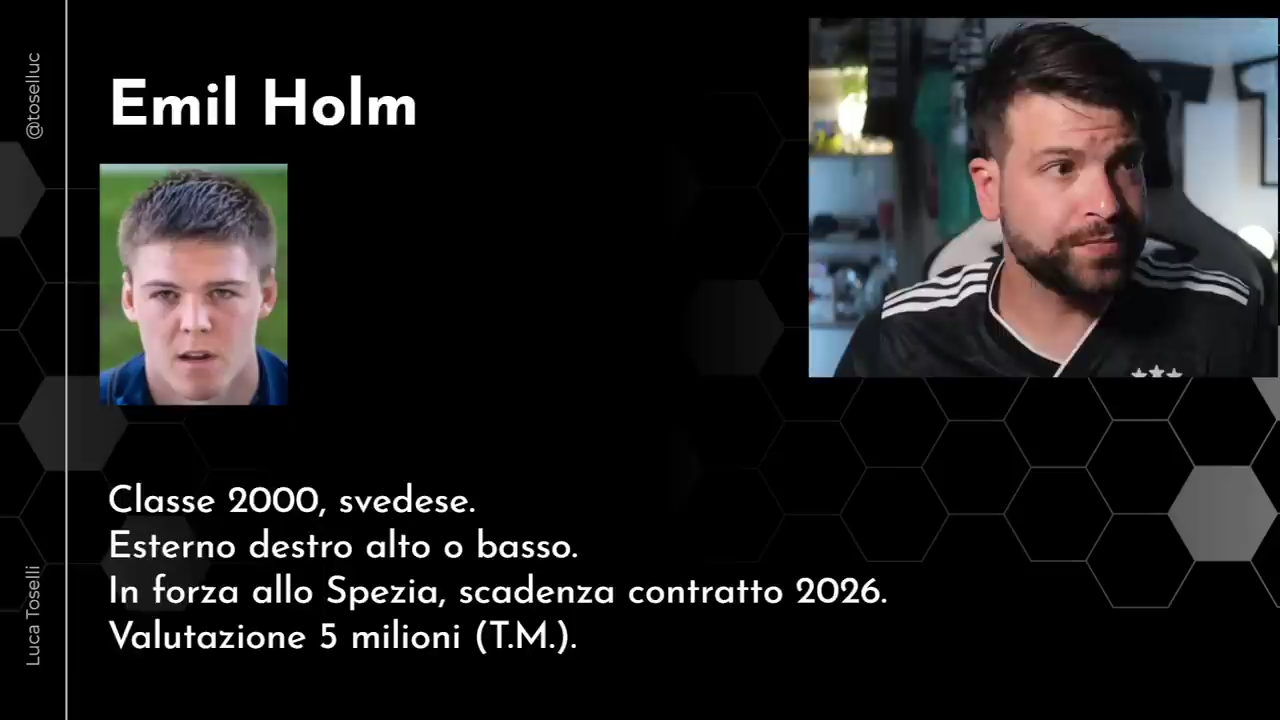 @toselluc
Luca Toselli
Emil Holm
Classe 2000, svedese.
Esterno destro alto o basso.
In forza allo Spezia, scadenza contratto 2026.
Valutazione 5 milioni (T.M.).